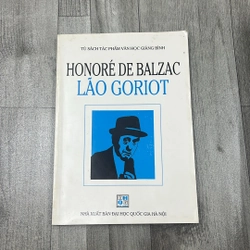 TỦ SÁCH TÁC PHẨM VĂN HỌC GIẢNG BÌNH
HONORÉ DE BALZAC
LÃO GORIOT
NHÀ XUẤT BẢN ĐẠI HỌC QUỐC GIA HÀ NỘI